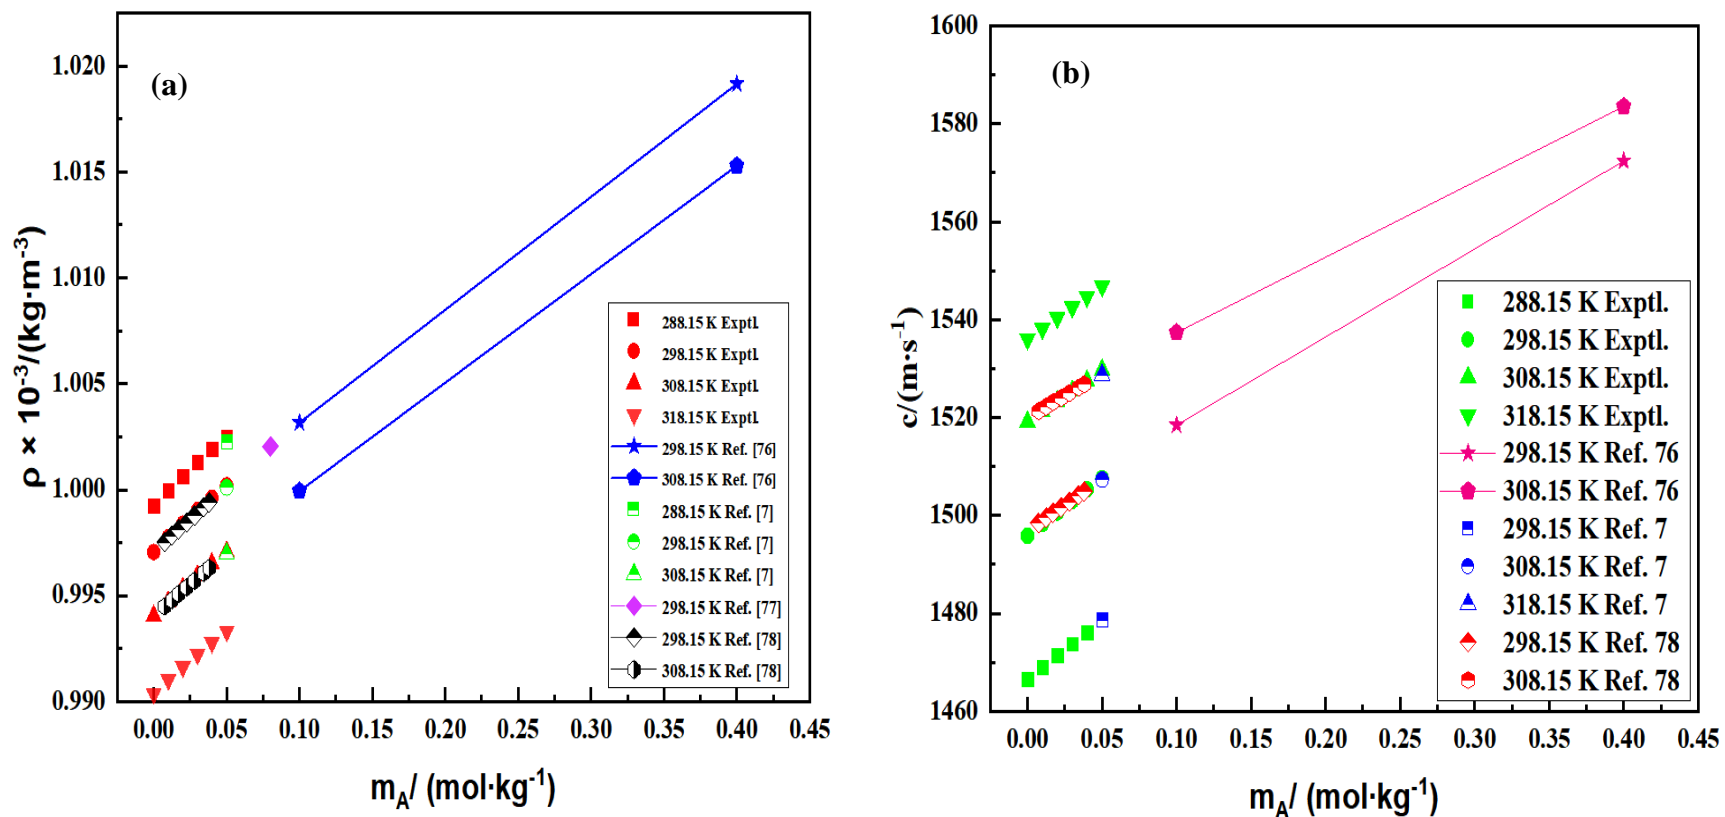 (a)
1.020
1.015
1.010
1.005
1.000
0.995
0.990
ρ × 10⁻³/(kg·m⁻³)
288.15 K Exptl.
298.15 K Exptl.
308.15 K Exptl.
318.15 K Exptl.
298.15 K Ref. [76]
308.15 K Ref. [76]
288.15 K Ref. [7]
298.15 K Ref. [7]
308.15 K Ref. [7]
298.15 K Ref. [77]
298.15 K Ref. [78]
308.15 K Ref. [78]
0.00 0.05 0.10 0.15 0.20 0.25 0.30 0.35 0.40 0.45
m_A/ (mol·kg⁻¹)
(b)
1600
1580
1560
1540
1520
1500
1480
1460
c/(m·s⁻¹)
288.15 K Exptl.
298.15 K Exptl.
308.15 K Exptl.
318.15 K Exptl.
298.15 K Ref. 76
308.15 K Ref. 76
298.15 K Ref. 7
308.15 K Ref. 7
318.15 K Ref. 7
298.15 K Ref. 78
308.15 K Ref. 78
0.00 0.05 0.10 0.15 0.20 0.25 0.30 0.35 0.40 0.45
m_A/ (mol·kg⁻¹)